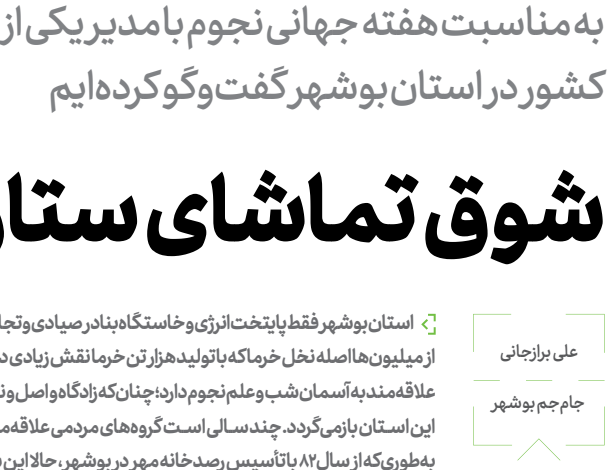 به مناسبت هفته جهانی نجوم با مدیر یکی از
کشور در استان بوشهر گفت‌وگو کرده‌ایم
شوق تماشای ستا
علی برازجانی
جام‌جم بوشهر
استان بوشهر فقط پایتخت انرژی و خاستگاه بنادر صیادی و تجا
از میلیون‌ها اصله نخل خرما که با تولید هزار تن خرما نقش زیادی د
علاقه‌مند به آسمان شب و علم نجوم دارد؛ چنان که زادگاه واصل و ن
این استان بازمی‌گردد. چند سالی است گروه‌های مردمی علاقه‌م
به‌طوری‌که از سال ۸۲ با تأسیس رصدخانه مهر در بوشهر، حالا این